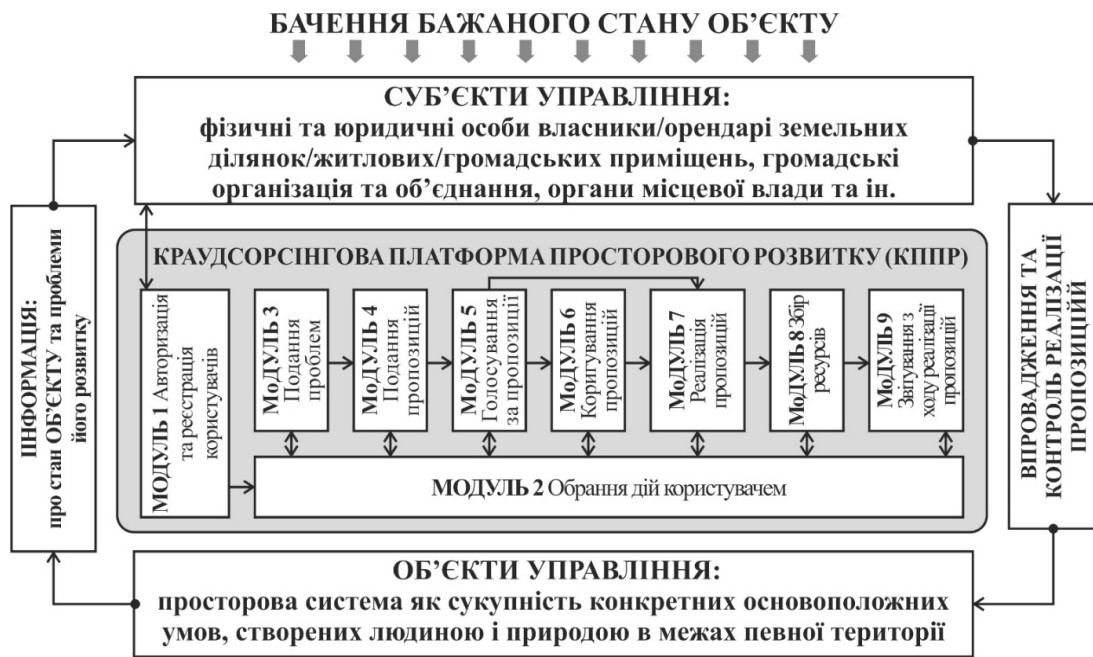 БАЧЕННЯ БАЖАНОГО СТАНУ ОБ’ЄКТУ
СУБ’ЄКТИ УПРАВЛІННЯ:
фізичні та юридичні особи власники/орендарі земельних
ділянок/житлових/громадських приміщень, громадські
організація та об’єднання, органи місцевої влади та ін.
ІНФОРМАЦІЯ:
про стан ОБ’ЄКТУ та проблеми
його розвитку
КРАУДСОРСІНГОВА ПЛАТФОРМА ПРОСТОРОВОГО РОЗВИТКУ (КППР)
МОДУЛЬ 1 Авторизація
та реєстрація
користувачів
МоДУЛЬ 3
Подання
проблем
МоДУЛЬ 4
Подання
пропозицій
МоДУЛЬ 5
Голосування
за пропозиції
МоДУЛЬ 6
Коригування
пропозицій
МоДУЛЬ 7
Реалізація
пропозицій
МоДУЛЬ 8 Збір
ресурсів
МоДУЛЬ 9
Звітування з
ходу реалізації
пропозицій
МОДУЛЬ 2 Обрання дій користувачем
ВПРОВАДЖЕННЯ ТА
КОНТРОЛЬ РЕАЛІЗАЦІЇ
ПРОПОЗИЦІЙ
ОБ’ЄКТИ УПРАВЛІННЯ:
просторова система як сукупність конкретних основоположних
умов, створених людиною і природою в межах певної території